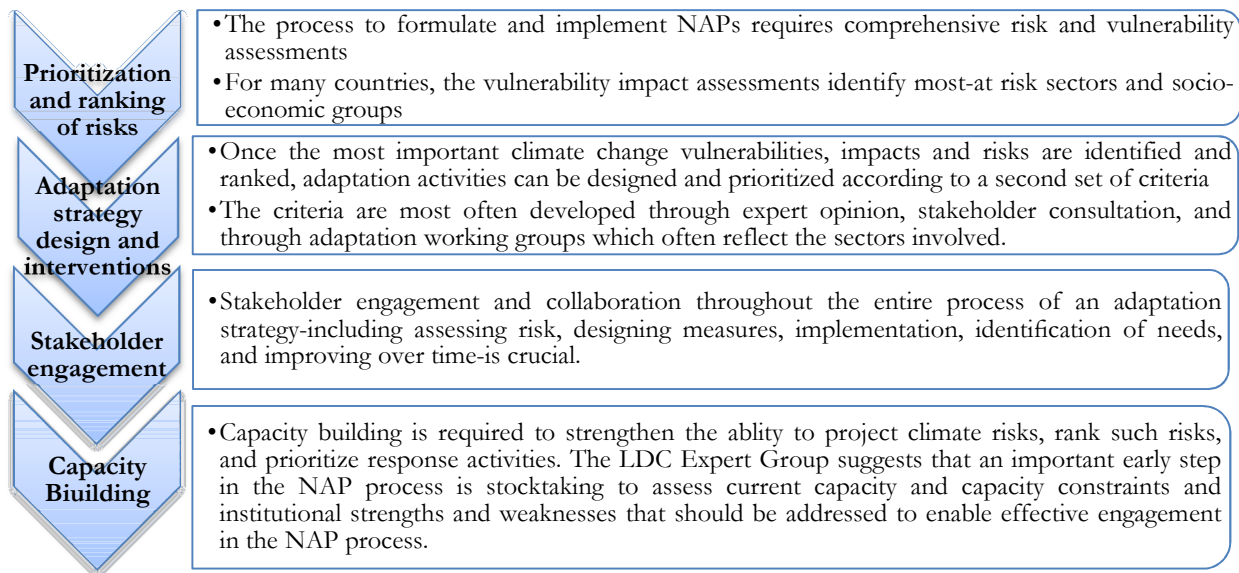 Prioritization
and ranking
of risks
•The process to formulate and implement NAPs requires comprehensive risk and vulnerability
assessments
•For many countries, the vulnerability impact assessments identify most-at risk sectors and socio-
economic groups
Adaptation
strategy
design and
interventions
•Once the most important climate change vulnerabilities, impacts and risks are identified and
ranked, adaptation activities can be designed and prioritized according to a second set of criteria
•The criteria are most often developed through expert opinion, stakeholder consultation, and
through adaptation working groups which often reflect the sectors involved.
Stakeholder
engagement
•Stakeholder engagement and collaboration throughout the entire process of an adaptation
strategy-including assessing risk, designing measures, implementation, identification of needs,
and improving over time-is crucial.
Capacity
Biuilding
•Capacity building is required to strengthen the ablity to project climate risks, rank such risks,
and prioritize response activities. The LDC Expert Group suggests that an important early step
in the NAP process is stocktaking to assess current capacity and capacity constraints and
institutional strengths and weaknesses that should be addressed to enable effective engagement
in the NAP process.